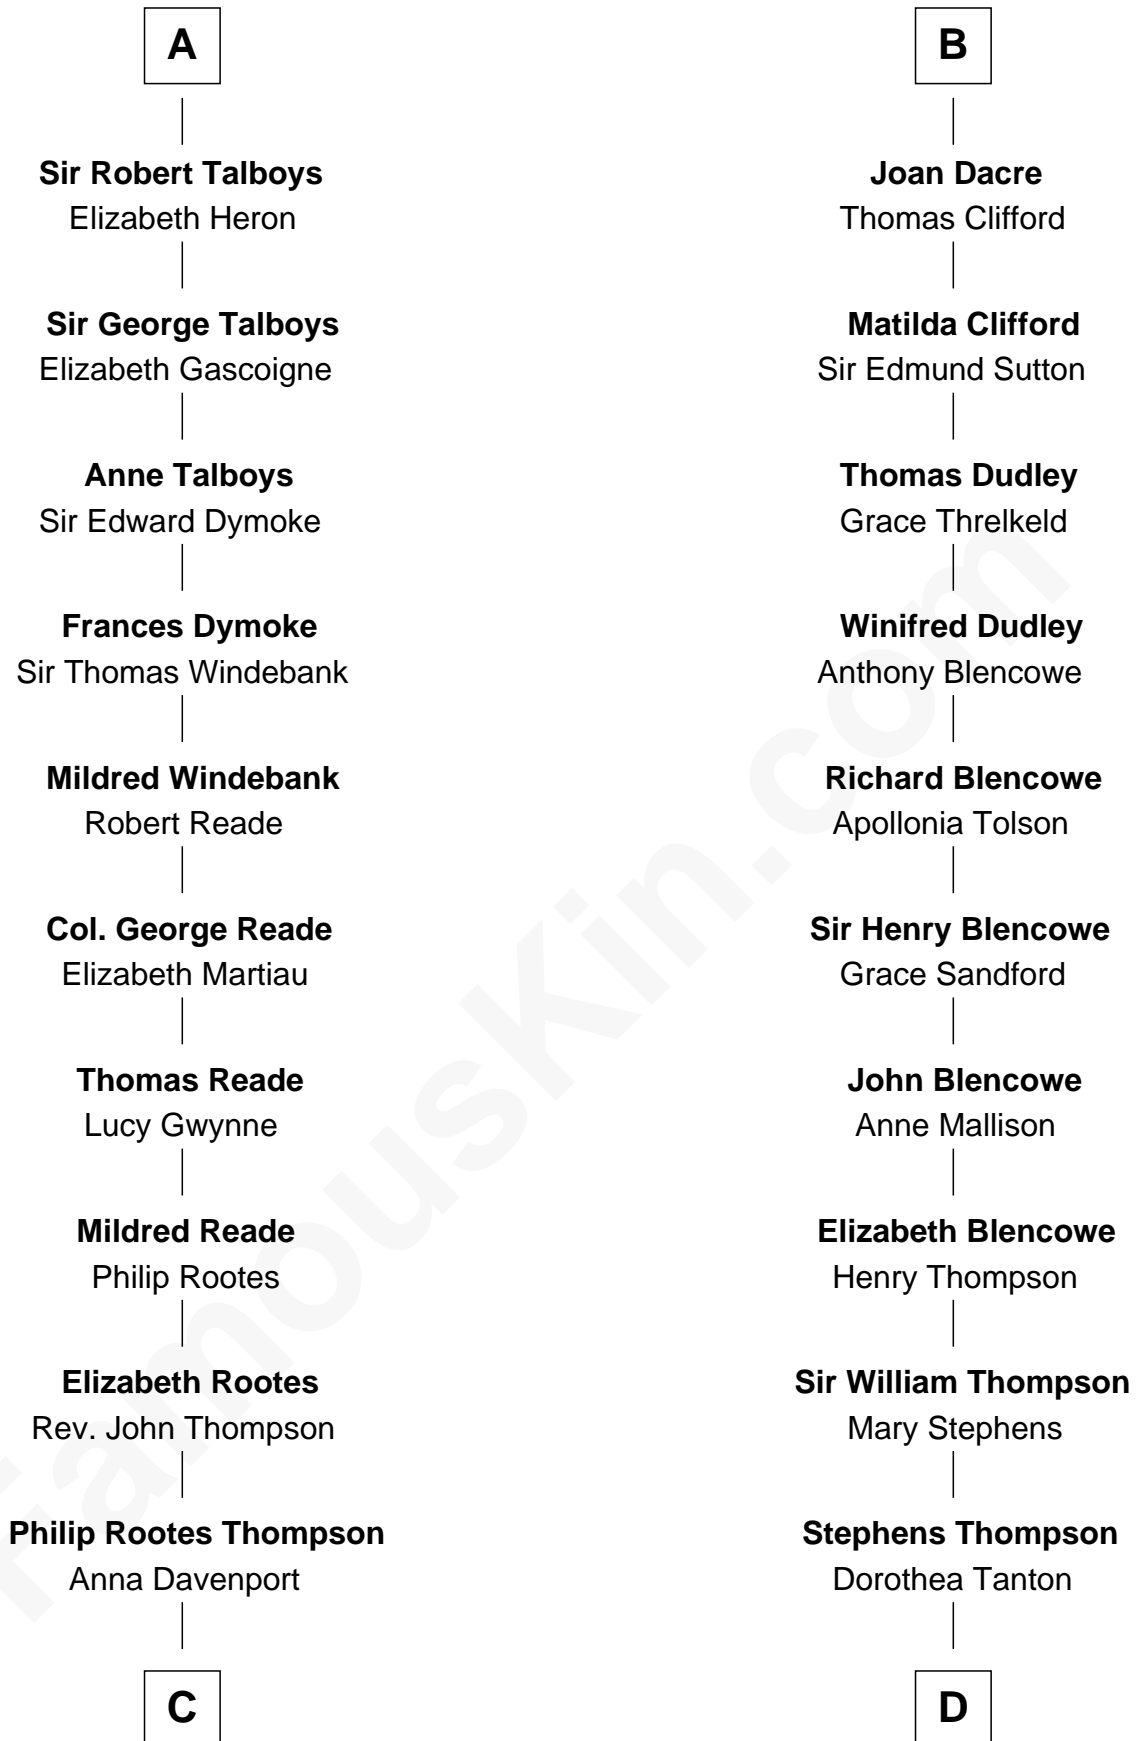 A
Sir Robert Talboys
Elizabeth Heron
Sir George Talboys
Elizabeth Gascoigne
Anne Talboys
Sir Edward Dymoke
Frances Dymoke
Sir Thomas Windebank
Mildred Windebank
Robert Reade
Col. George Reade
Elizabeth Martiau
Thomas Reade
Lucy Gwynne
Mildred Reade
Philip Rootes
Elizabeth Rootes
Rev. John Thompson
Philip Rootes Thompson
Anna Davenport
C
B
Joan Dacre
Thomas Clifford
Matilda Clifford
Sir Edmund Sutton
Thomas Dudley
Grace Threlkeld
Winifred Dudley
Anthony Blencowe
Richard Blencowe
Apollonia Tolson
Sir Henry Blencowe
Grace Sandford
John Blencowe
Anne Mallison
Elizabeth Blencowe
Henry Thompson
Sir William Thompson
Mary Stephens
Stephens Thompson
Dorothea Tanton
D
FamousKin.com